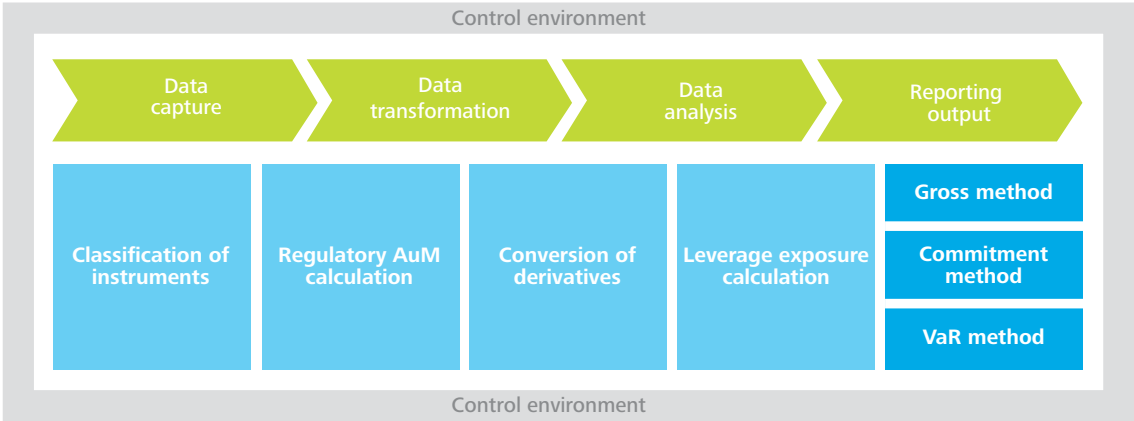 Control environment
Data
capture
Data
transformation
Data
analysis
Reporting
output
Classification of
instruments
Regulatory AuM
calculation
Conversion of
derivatives
Leverage exposure
calculation
Gross method
Commitment
method
VaR method
Control environment